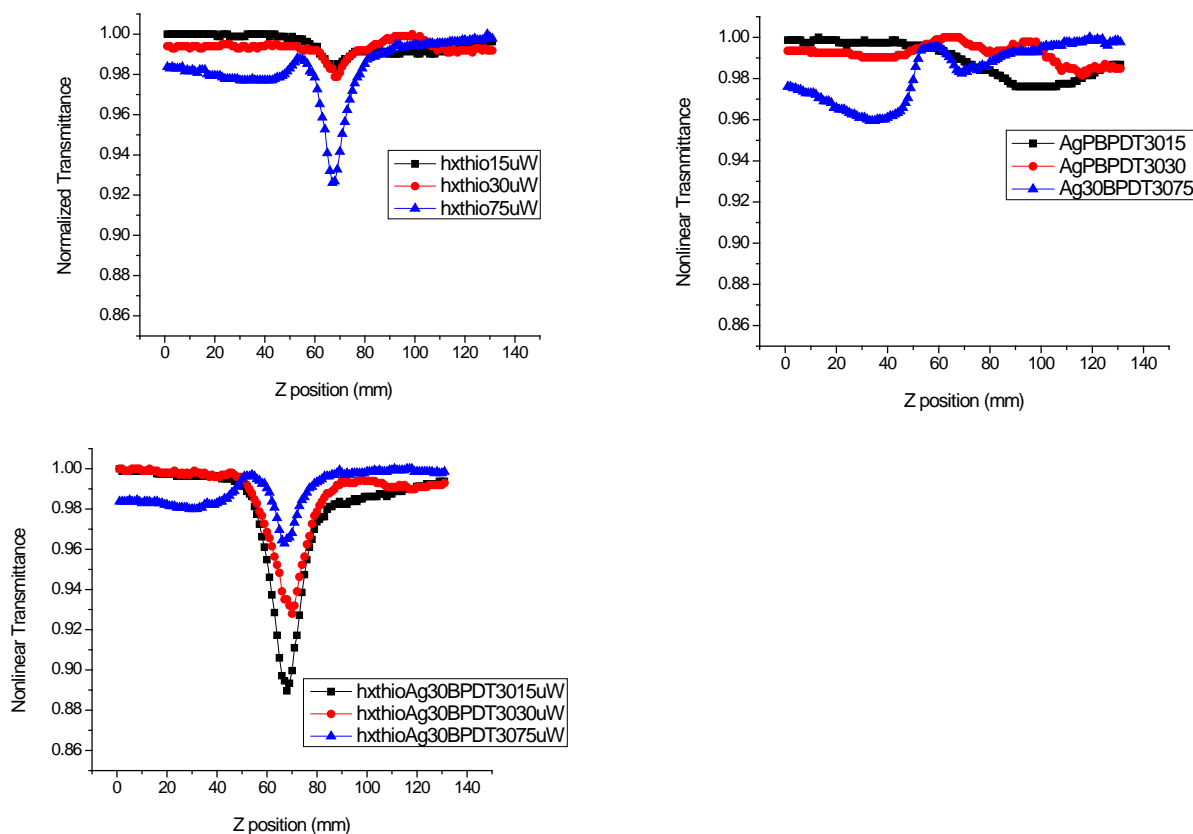 1.00
0.98
0.96
0.94
0.92
0.90
0.88
0.86
Normalized Transmittance
hxthio15uW
hxthio30uW
hxthio75uW
0 20 40 60 80 100 120 140
Z position (mm)
1.00
0.98
0.96
0.94
0.92
0.90
0.88
0.86
Nonlinear Trasmittance
AgPBPDT3015
AgPBPDT3030
Ag30BPDT3075
0 20 40 60 80 100 120 140
Z position (mm)
1.00
0.98
0.96
0.94
0.92
0.90
0.88
0.86
Nonlinear Transmittance
hxthioAg30BPDT3015uW
hxthioAg30BPDT3030uW
hxthioAg30BPDT3075uW
0 20 40 60 80 100 120 140
Z position (mm)